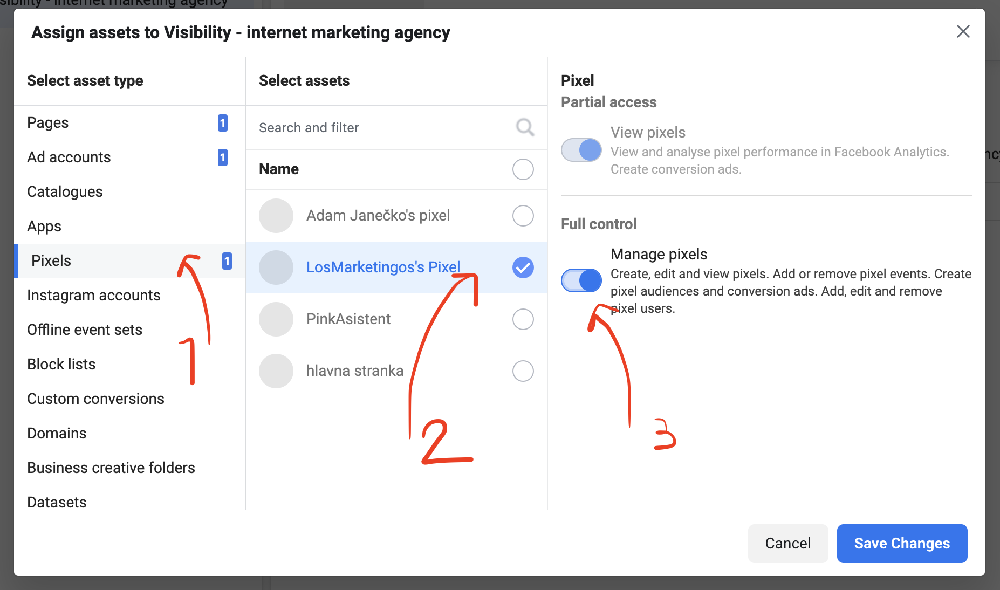 sibility - internet marketing agency
Assign assets to Visibility - internet marketing agency
Select asset type
Pages 1
Ad accounts 1
Catalogues
Apps
Pixels 1
Instagram accounts
Offline event sets
Block lists
Custom conversions
Domains
Business creative folders
Datasets
1
Select assets
Search and filter
Name
Adam Janečko's pixel
LosMarketingos's Pixel
PinkAsistent
hlavna stranka
2
Pixel
Partial access
View pixels
View and analyse pixel performance in Facebook Analytics.
Create conversion ads.
Full control
Manage pixels
Create, edit and view pixels. Add or remove pixel events. Create
pixel audiences and conversion ads. Add, edit and remove
pixel users.
3
Cancel
Save Changes